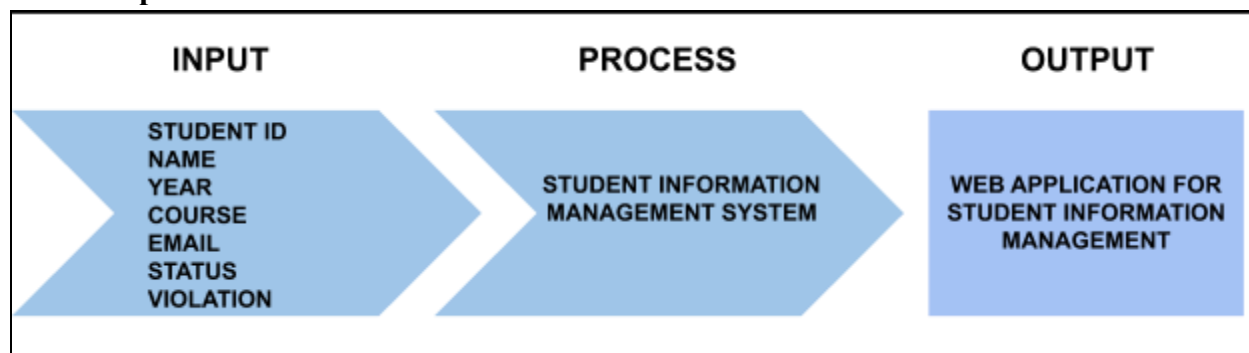 INPUT
PROCESS
OUTPUT
STUDENT ID
NAME
YEAR
COURSE
EMAIL
STATUS
VIOLATION
STUDENT INFORMATION
MANAGEMENT SYSTEM
WEB APPLICATION FOR
STUDENT INFORMATION
MANAGEMENT